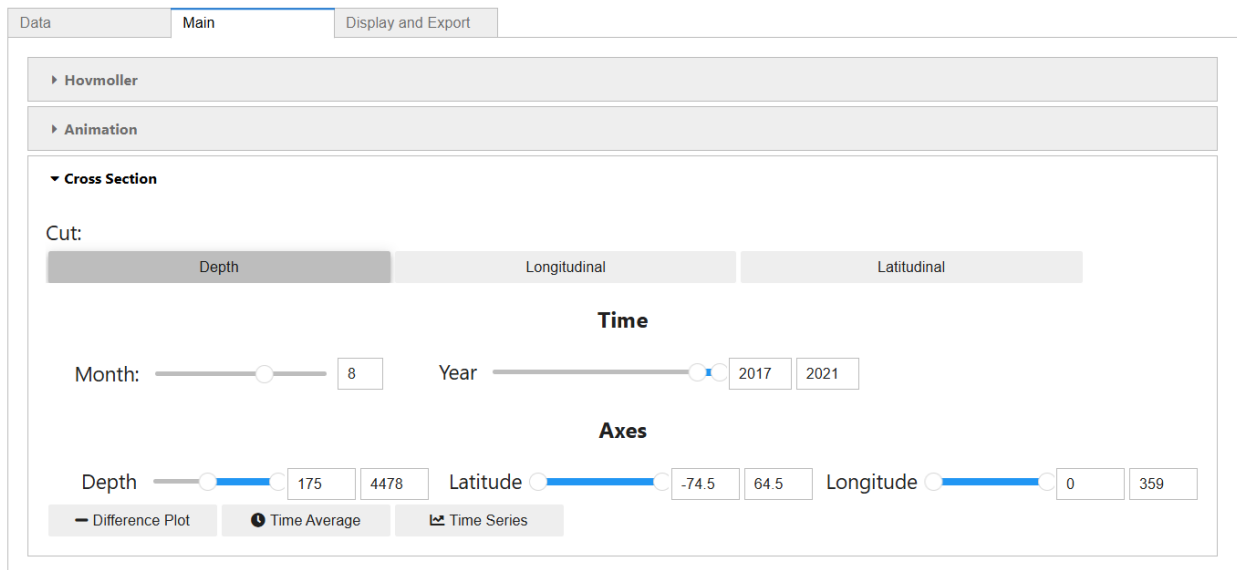 Data Main Display and Export
Hovmoller
Animation
Cross Section
Cut:
Depth Longitudinal Latitudinal
Time
Month: 8 Year 2017 2021
Axes
Depth 175 4478 Latitude -74.5 64.5 Longitude 0 359
Difference Plot Time Average Time Series